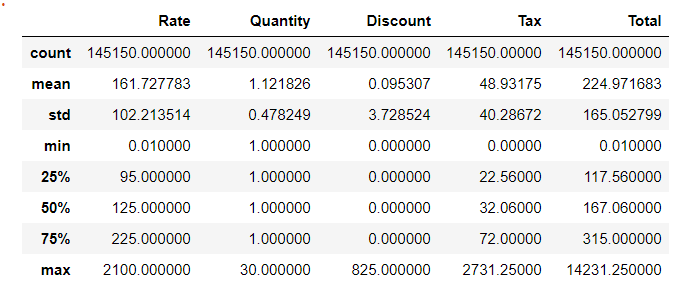 Rate Quantity Discount Tax Total
count 145150.000000 145150.000000 145150.000000 145150.00000 145150.000000
mean 161.727783 1.121826 0.095307 48.93175 224.971683
std 102.213514 0.478249 3.728524 40.28672 165.052799
min 0.010000 1.000000 0.000000 0.00000 0.010000
25% 95.000000 1.000000 0.000000 22.56000 117.560000
50% 125.000000 1.000000 0.000000 32.06000 167.060000
75% 225.000000 1.000000 0.000000 72.00000 315.000000
max 2100.000000 30.000000 825.000000 2731.25000 14231.250000